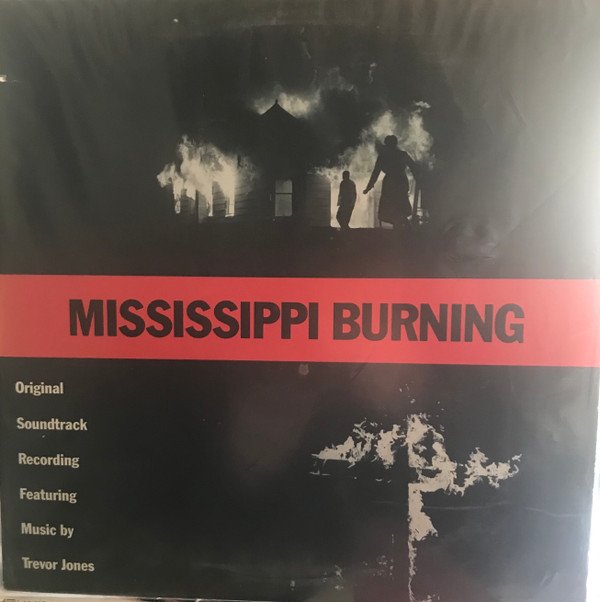 MISSISSIPPI BURNING
Original
Soundtrack
Recording
Featuring
Music by
Trevor Jones